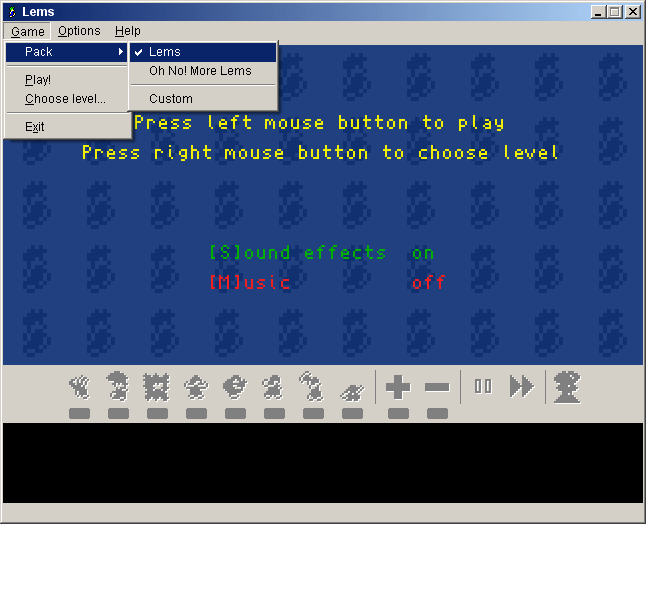 Lems
Game Options Help
Pack
Play!
Choose level...
Exit
Lems
Oh No! More Lems
Custom
Press left mouse button to play
Press right mouse button to choose level
[S]ound effects on
[M]usic off